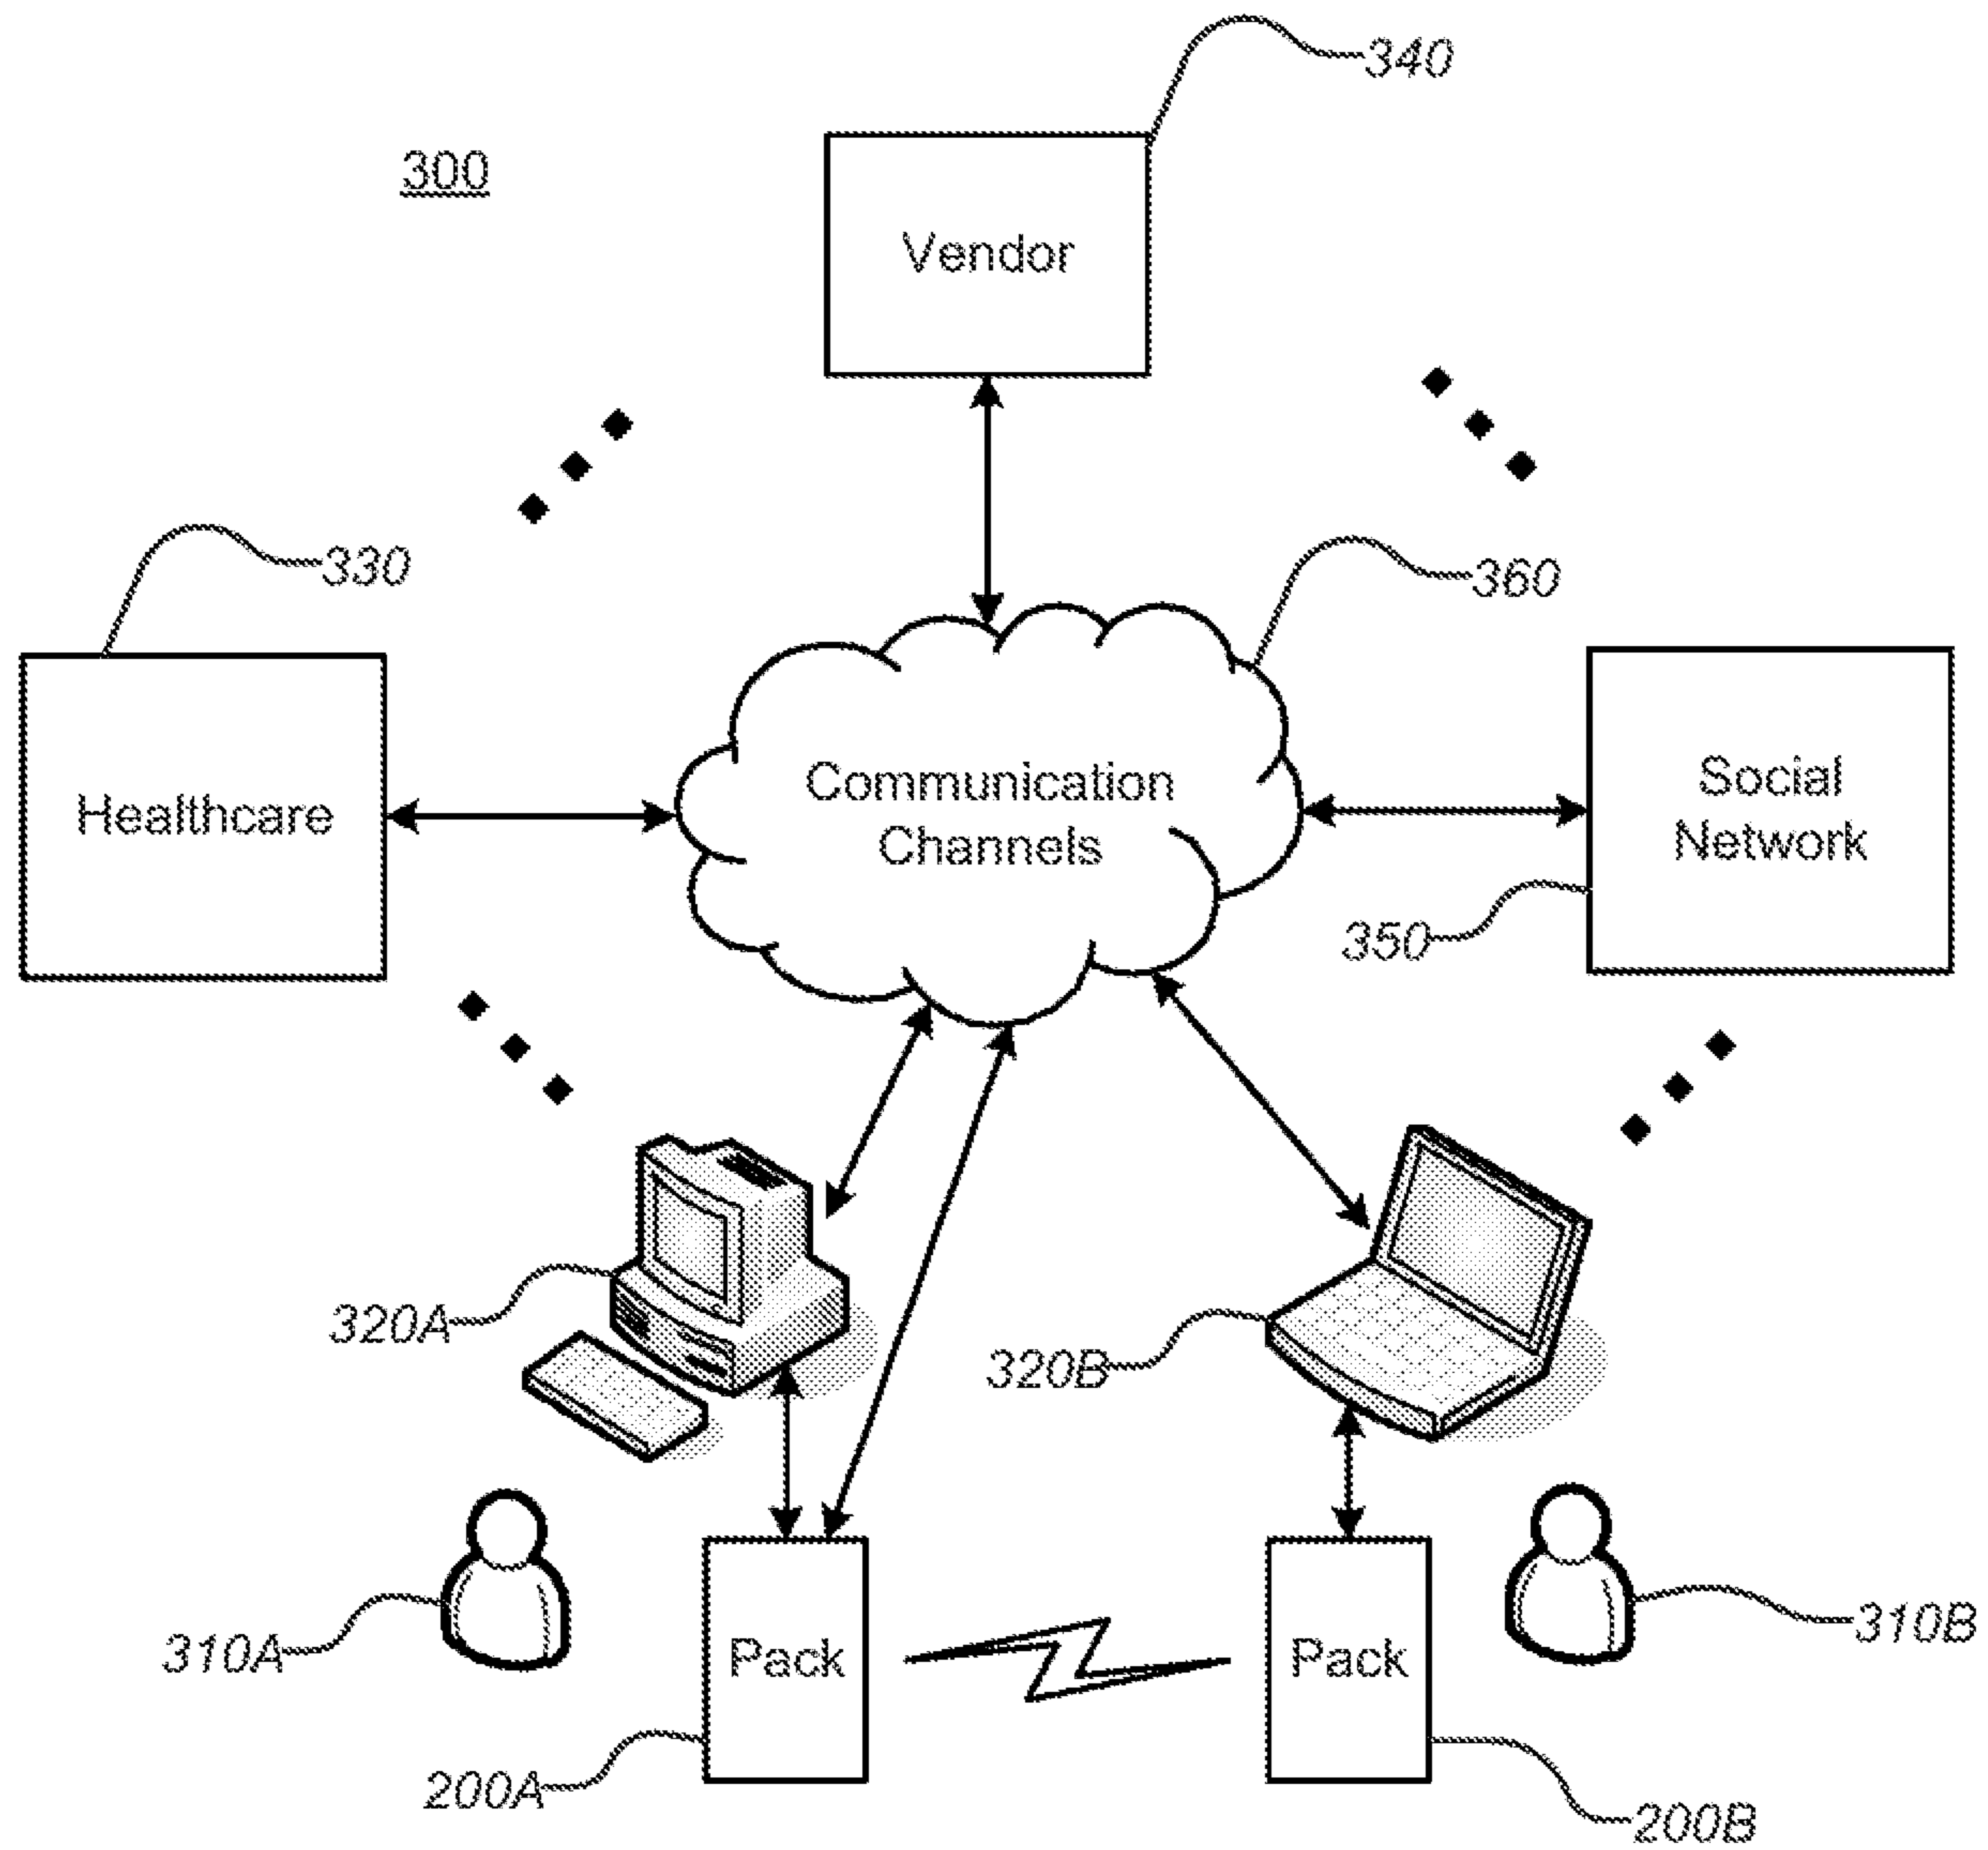 340
300
Vendor
330
360
Communication
Channels
Healthcare
Social
Network
350
320A
320B
310A
Pack
Pack
310B
200A
200B